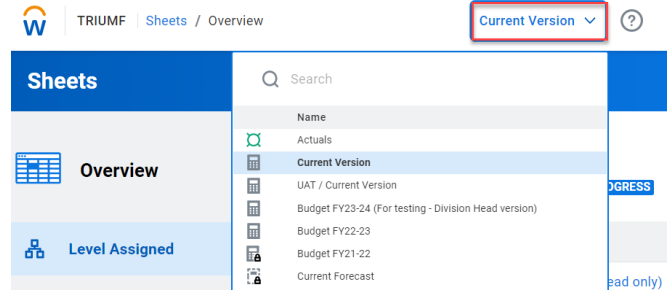 TRIUMF Sheets / Overview Current Version ?
Sheets
Search
Name
Actuals
Current Version
Overview
UAT / Current Version
Budget FY23-24 (For testing - Division Head version)
Budget FY22-23
Level Assigned
Budget FY21-22
Current Forecast
ead only)